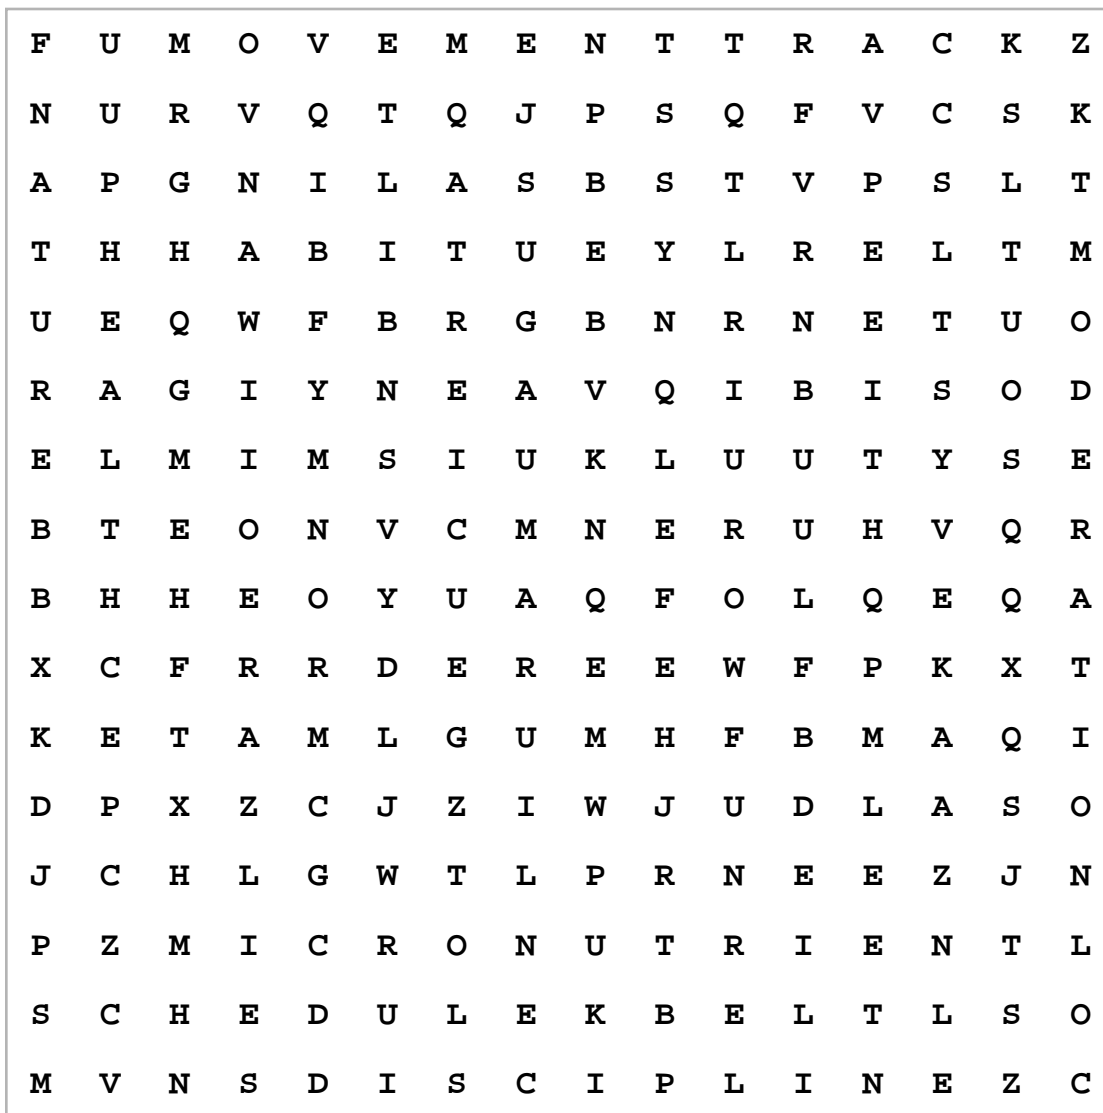 F U M O V E M E N T T R A C K Z
N U R V Q T Q J P S Q F V C S K
A P G N I L A S B S T V P S L T
T H H A B I T U E Y L R E L T M
U E Q W F B R G B N R N E T U O
R A G I Y N E A V Q I B I S O D
E L M I M S I U K L U U T Y S E
B T E O N V C M N E R U H V Q R
B H H E O Y U A Q F O L Q E Q A
X C F R R D E R E E W F P K X T
K E T A M L G U M H F B M A Q I
D P X Z C J Z I W J U D L A S O
J C H L G W T L P R N E E Z J N
P Z M I C R O N U T R I E N T L
S C H E D U L E K B E L T L S O
M V N S D I S C I P L I N E Z C